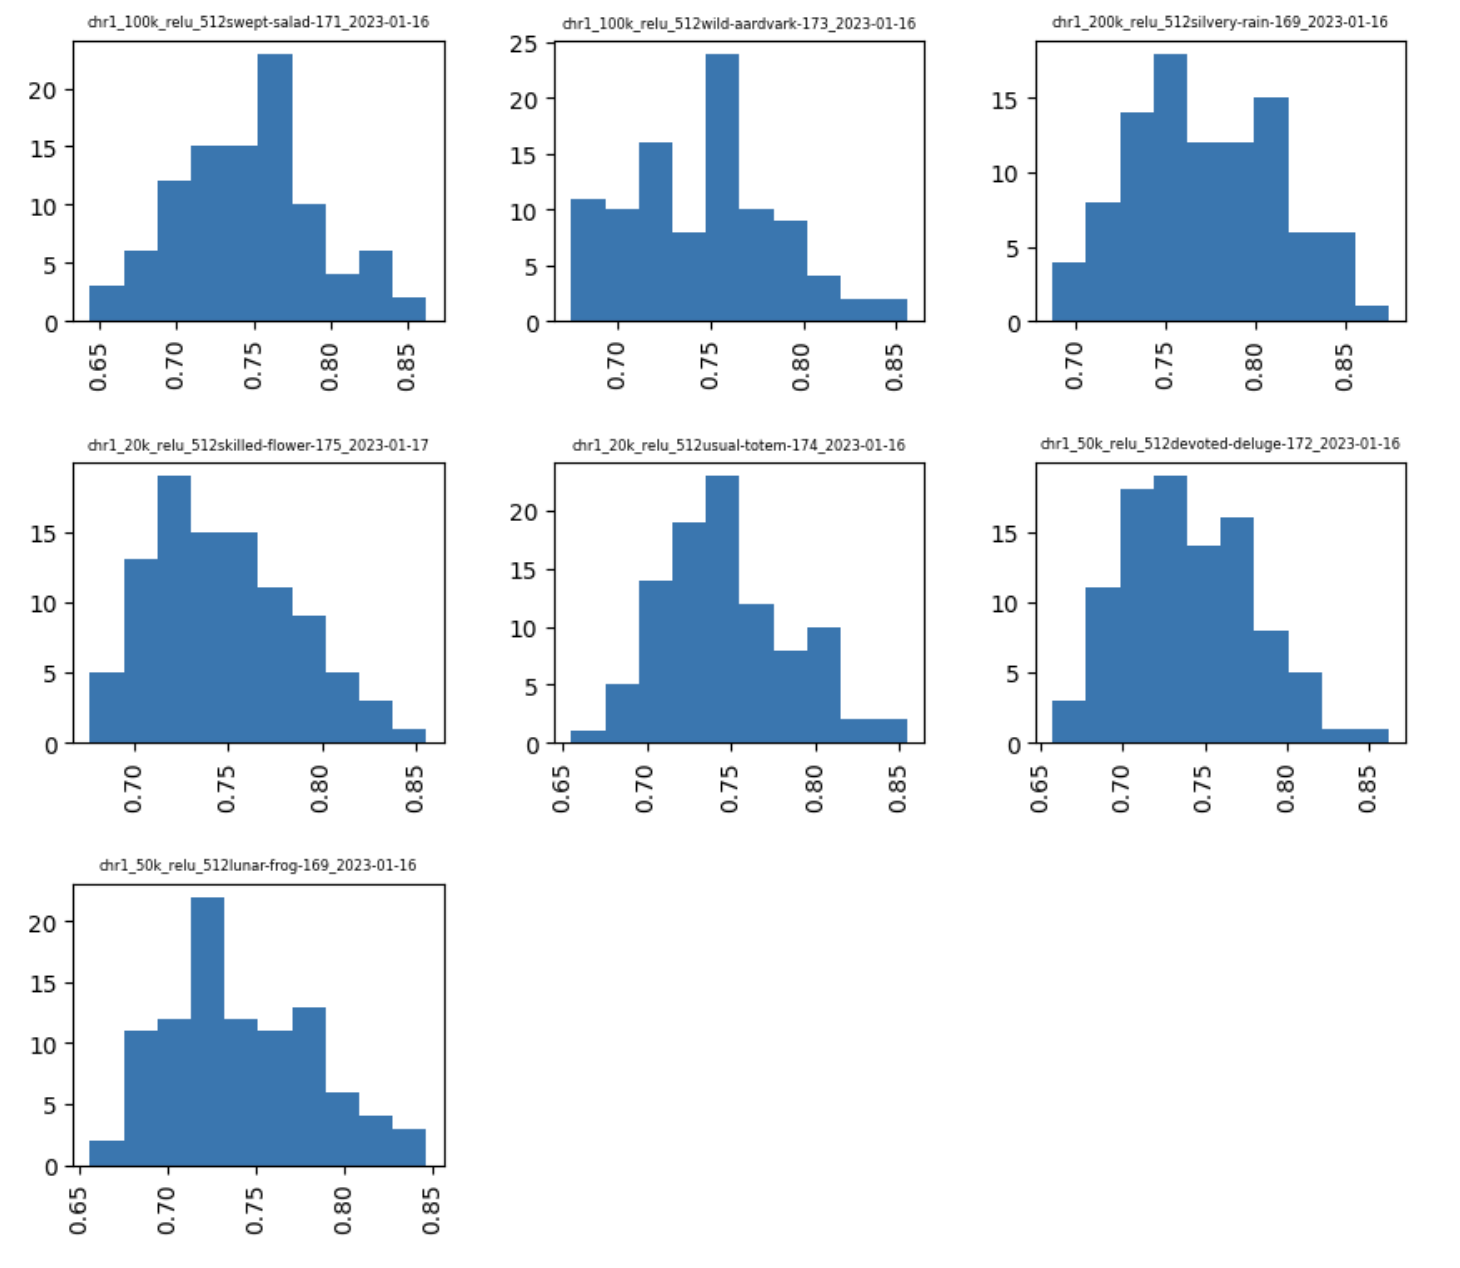 chr1_100k_relu_512swept-salad-171_2023-01-16
20
15
10
5
0
0.65 0.70 0.75 0.80 0.85
chr1_100k_relu_512wild-aardvark-173_2023-01-16
25
20
15
10
5
0
0.70 0.75 0.80 0.85
chr1_200k_relu_512silvery-rain-169_2023-01-16
15
10
5
0
0.70 0.75 0.80 0.85
chr1_20k_relu_512skilled-flower-175_2023-01-17
15
10
5
0
0.70 0.75 0.80 0.85
chr1_20k_relu_512usual-totem-174_2023-01-16
20
15
10
5
0
0.65 0.70 0.75 0.80 0.85
chr1_50k_relu_512devoted-deluge-172_2023-01-16
15
10
5
0
0.65 0.70 0.75 0.80 0.85
chr1_50k_relu_512lunar-frog-169_2023-01-16
20
15
10
5
0
0.65 0.70 0.75 0.80 0.85